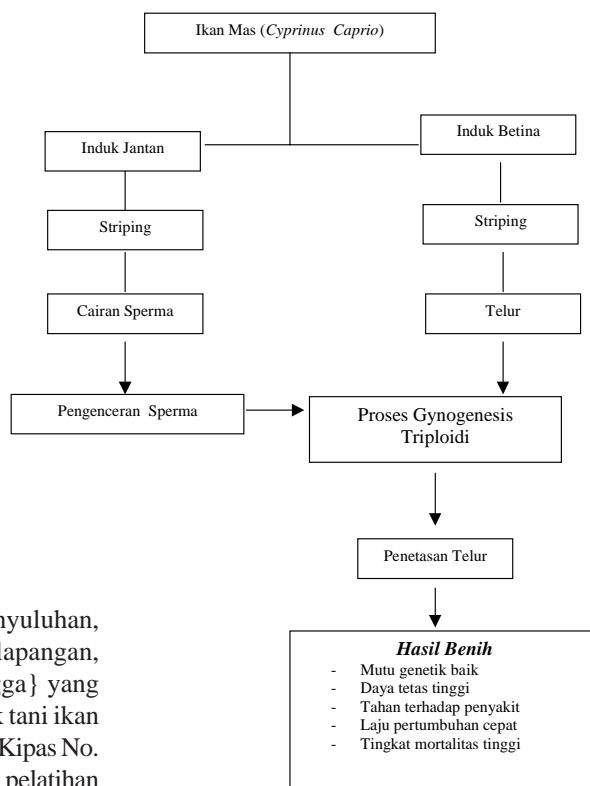 Ikan Mas (Cyprinus Caprio)
Induk Jantan
Induk Betina
Striping
Striping
Cairan Sperma
Telur
Pengenceran Sperma
Proses Gynogenesis
Triploidi
Penetasan Telur
Hasil Benih
- Mutu genetik baik
- Daya tetas tinggi
- Tahan terhadap penyakit
- Laju pertumbuhan cepat
- Tingkat mortalitas tinggi
nyuluhan,
lapangan,
gga} yang
k tani ikan
Kipas No.
pelatihan